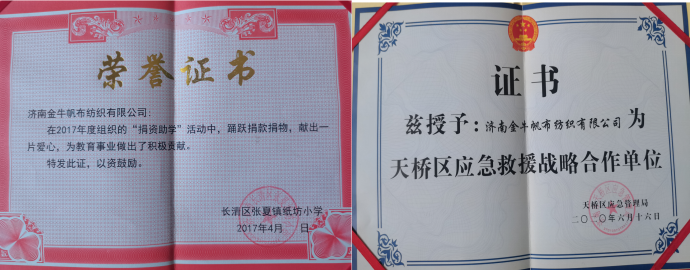 荣誉证书
济南金牛帆布纺织有限公司：
在2017年度组织的“捐资助学”活动中，踊跃捐款捐物，献出一
片爱心，为教育事业做出了积极贡献。
特发此证，以资鼓励。
长清区张夏镇纸坊小学
2017年4月 日
证书
兹授予：济南金牛帆布纺织有限公司为
天桥区应急救援战略合作单位
天桥区应急管理局
二〇二〇年六月十六日